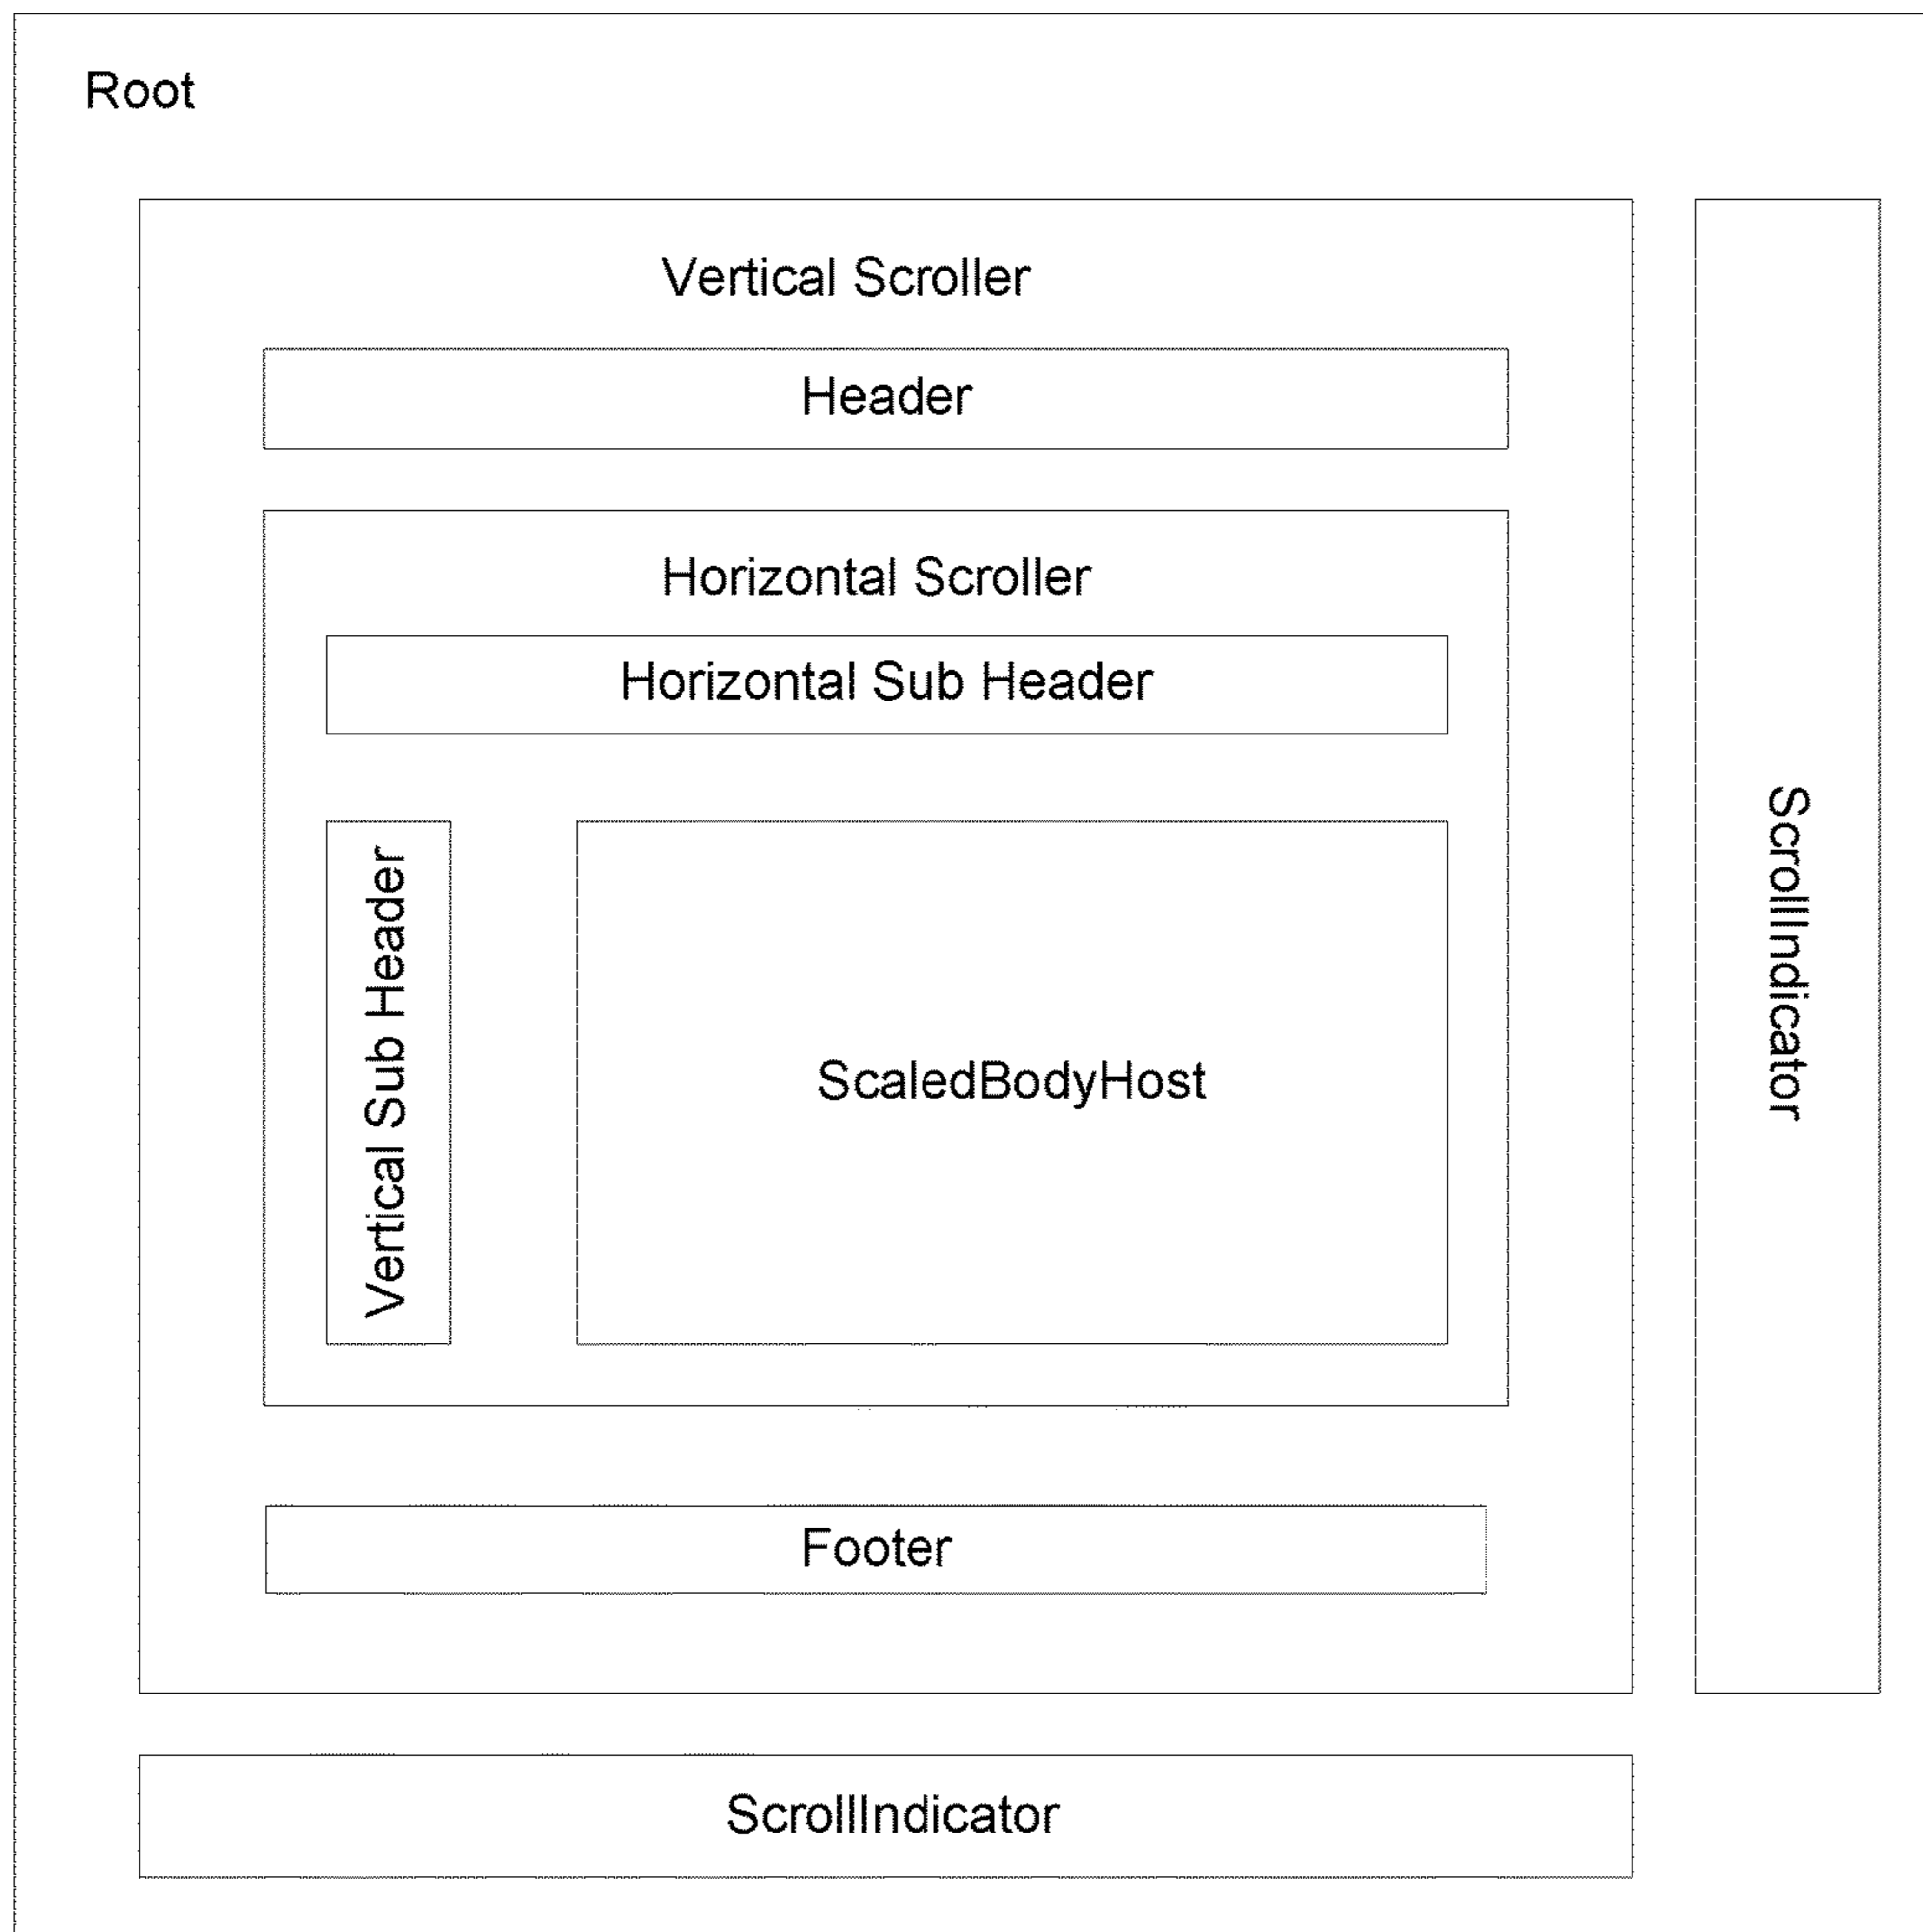 Root
Vertical Scroller
Header
Horizontal Scroller
Horizontal Sub Header
Vertical Sub Header
ScaledBodyHost
ScrollIndicator
Footer
ScrollIndicator